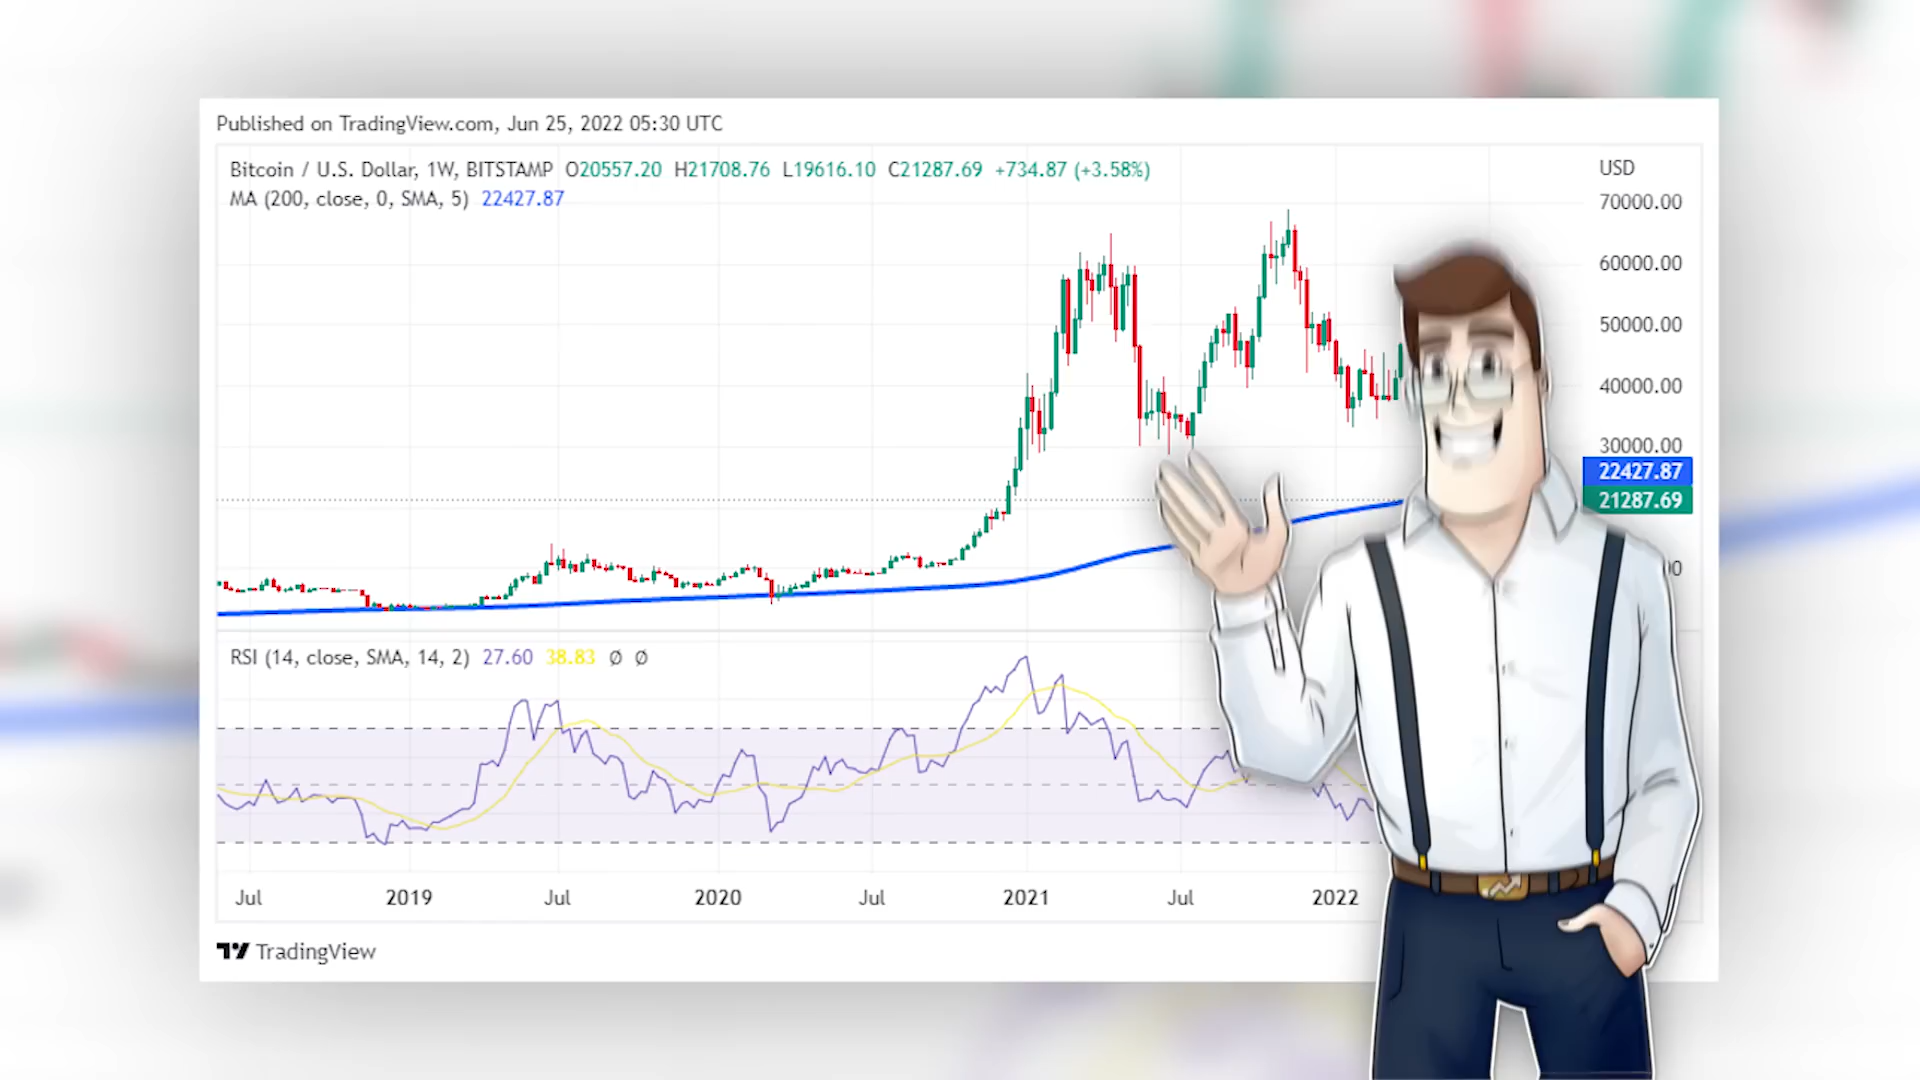 Published on TradingView.com, Jun 25, 2022 05:30 UTC
Bitcoin / U.S. Dollar, 1W, BITSTAMP O20557.20 H21708.76 L19616.10 C21287.69 +734.87 (+3.58%)
MA (200, close, 0, SMA, 5) 22427.87
USD
70000.00
60000.00
50000.00
40000.00
30000.00
22427.87
21287.69
RSI (14, close, SMA, 14, 2) 27.60 38.83 Ø Ø
Jul 2019 Jul 2020 Jul 2021 Jul 2022
TradingView